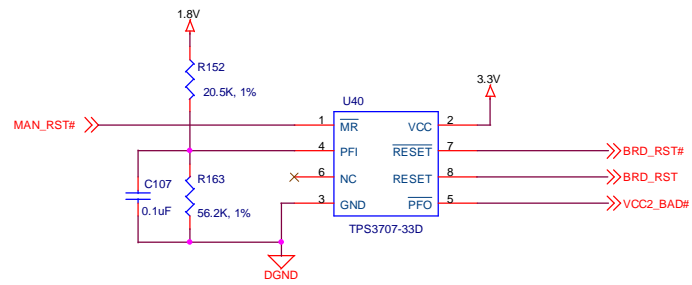 1.8V
R152
20.5K, 1%
3.3V
U40
MAN_RST#
1
MR
VCC
2
4
PFI
RESET
7
BRD_RST#
R163
6
NC
RESET
8
BRD_RST
C107
0.1uF
56.2K, 1%
3
GND
PFO
5
VCC2_BAD#
TPS3707-33D
DGND